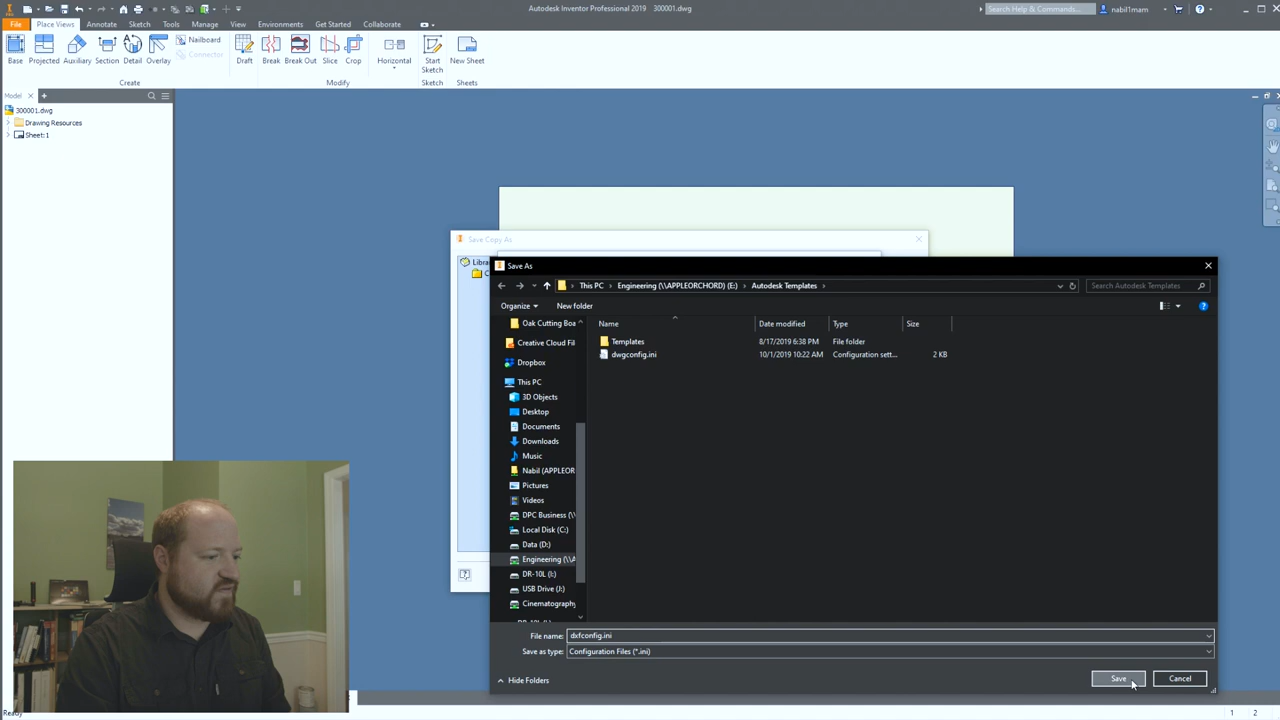 Autodesk Inventor Professional 2019 300001.dwg
Search Help & Commands...
nabil1mam
File
Place Views
Annotate
Sketch
Tools
Manage
View
Environments
Get Started
Collaborate
Base
Projected
Auxiliary
Section
Detail
Overlay
Nailboard
Connector
Draft
Break
Break Out
Slice
Crop
Horizontal
Start
Sketch
New Sheet
Create
Modify
Sketch
Sheets
Model
300001.dwg
Drawing Resources
Sheet:1
Save Copy As
Save As
This PC
Engineering (\\APPLEORCHORD) (E:)
Autodesk Templates
Search Autodesk Templates
Organize
New folder
Name
Date modified
Type
Size
Templates
8/17/2019 6:38 PM
File folder
dwgconfig.ini
10/1/2019 10:22 AM
Configuration sett...
2 KB
Oak Cutting Boa
Creative Cloud Fil
Dropbox
This PC
3D Objects
Desktop
Documents
Downloads
Music
Nabil (APPLEOR
Pictures
Videos
DPC Business (\\
Local Disk (C:)
Data (D:)
Engineering (\\A
DR-10L (I:)
USB Drive (J:)
Cinematography
File name:
dxfconfig.ini
Save as type:
Configuration Files (*.ini)
Hide Folders
Save
Cancel
Ready
1
2